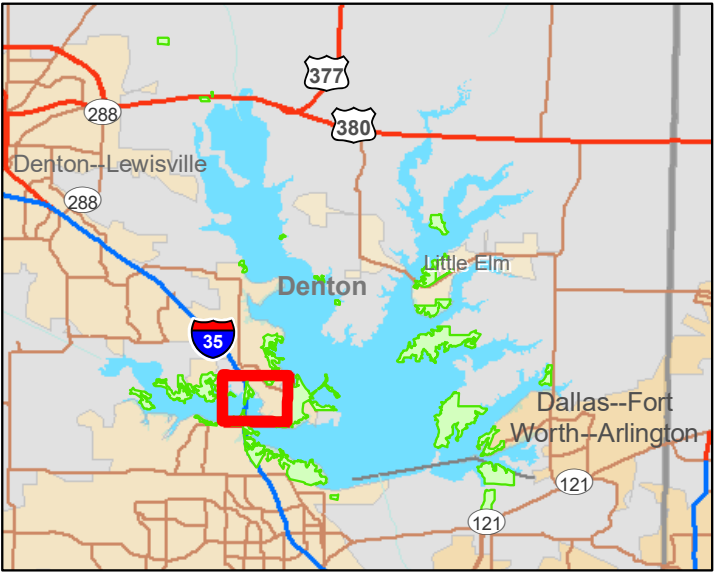 377
288
380
Denton--Lewisville
288
Little Elm
Denton
35
Dallas--Fort
Worth--Arlington
121
121